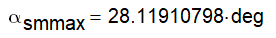 αsmmax = 28.11910798·deg